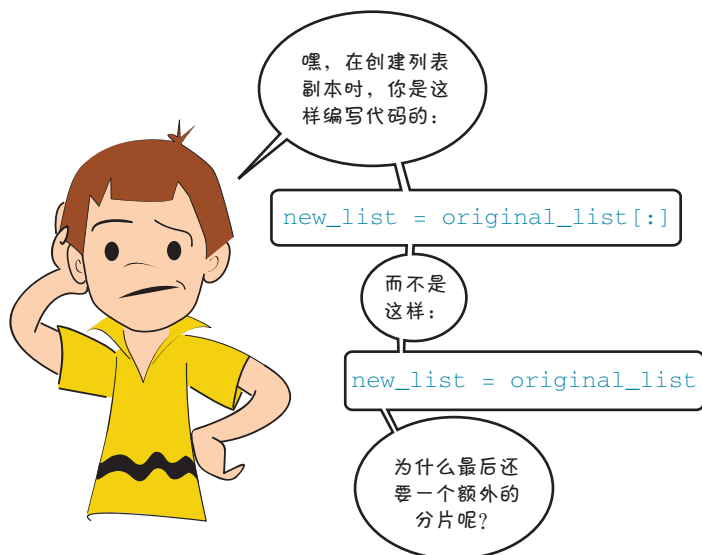 嘿，在创建列表
副本时，你是这
样编写代码的：
new_list = original_list[:]
而不是
这样：
new_list = original_list
为什么最后还
要一个额外的
分片呢？